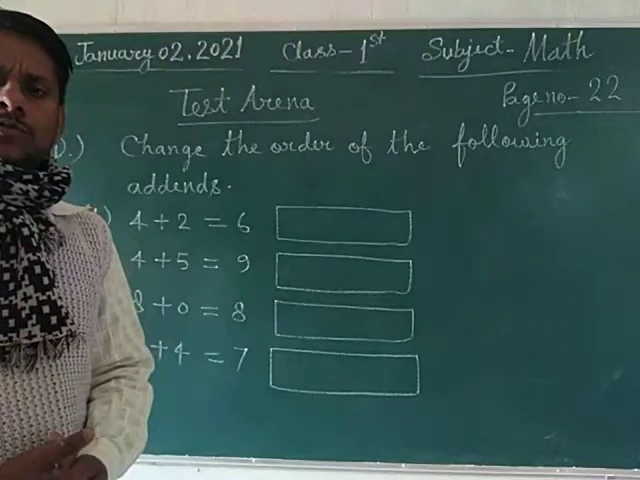 January 02, 2021 Class - 1st Subject - Math
Test Arena Page no. - 22
D.) Change the order of the following
addends.
4 + 2 = 6
4 + 5 = 9
8 + 0 = 8
+ 4 = 7